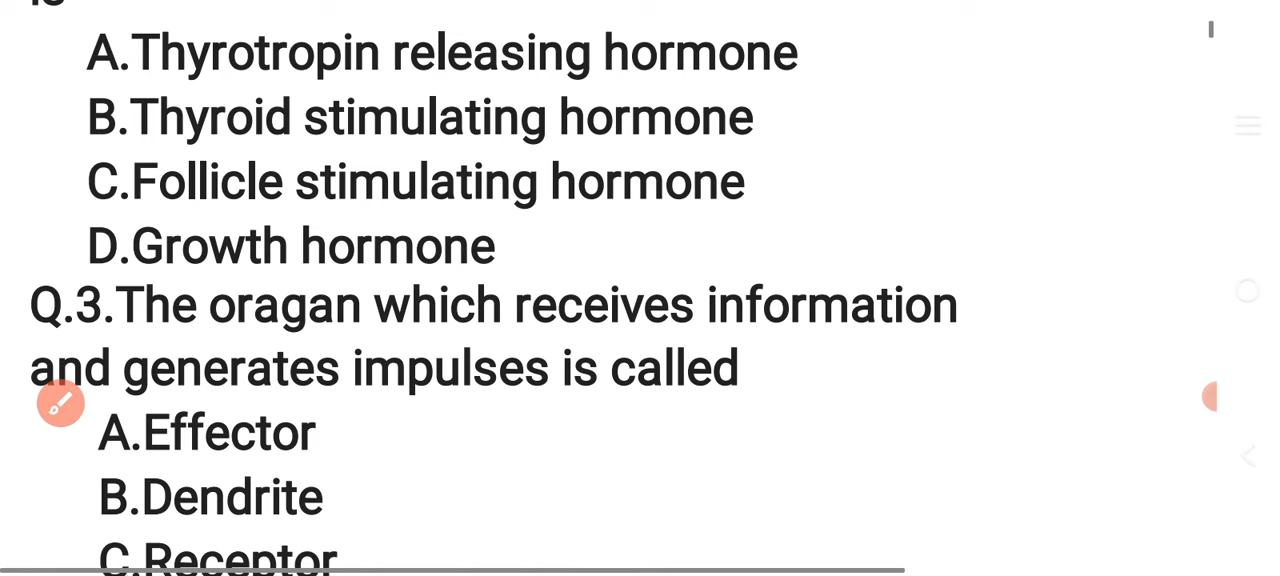 A.Thyrotropin releasing hormone
B.Thyroid stimulating hormone
C.Follicle stimulating hormone
D.Growth hormone
Q.3.The oragan which receives information
and generates impulses is called
A.Effector
B.Dendrite
C.Receptor